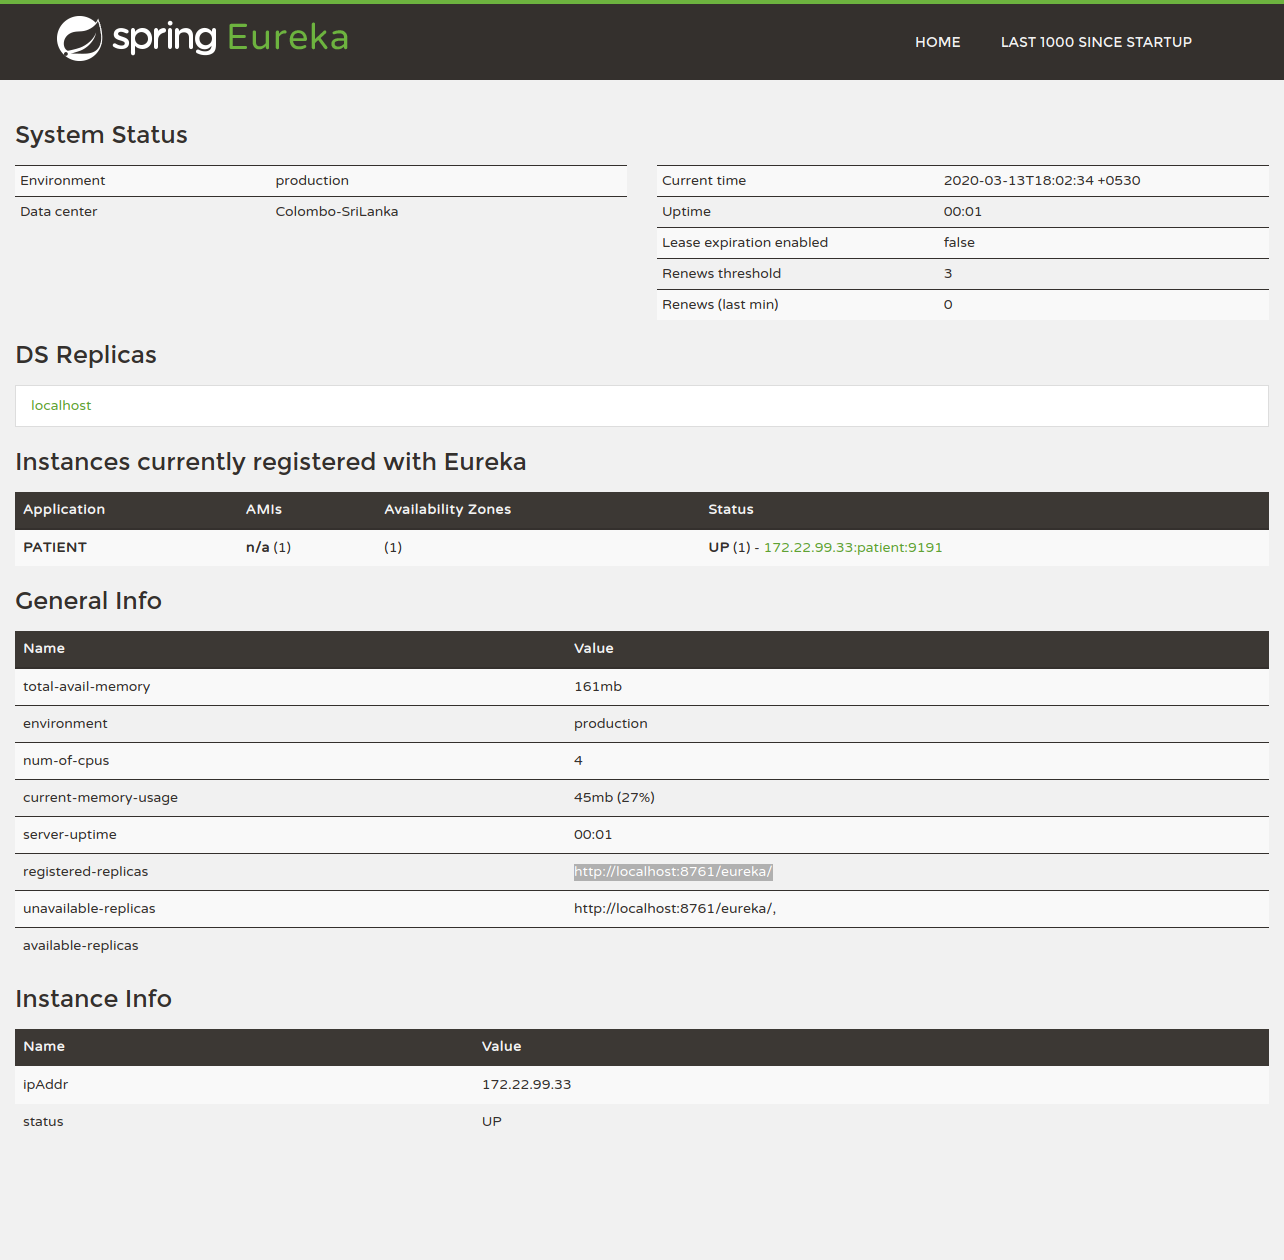 spring Eureka
HOME LAST 1000 SINCE STARTUP
System Status
Environment production
Data center Colombo-SriLanka
Current time 2020-03-13T18:02:34 +0530
Uptime 00:01
Lease expiration enabled false
Renews threshold 3
Renews (last min) 0
DS Replicas
localhost
Instances currently registered with Eureka
Application AMIs Availability Zones Status
PATIENT n/a (1) (1) UP (1) - 172.22.99.33:patient:9191
General Info
Name Value
total-avail-memory 161mb
environment production
num-of-cpus 4
current-memory-usage 45mb (27%)
server-uptime 00:01
registered-replicas http://localhost:8761/eureka/
unavailable-replicas http://localhost:8761/eureka/,
available-replicas
Instance Info
Name Value
ipAddr 172.22.99.33
status UP